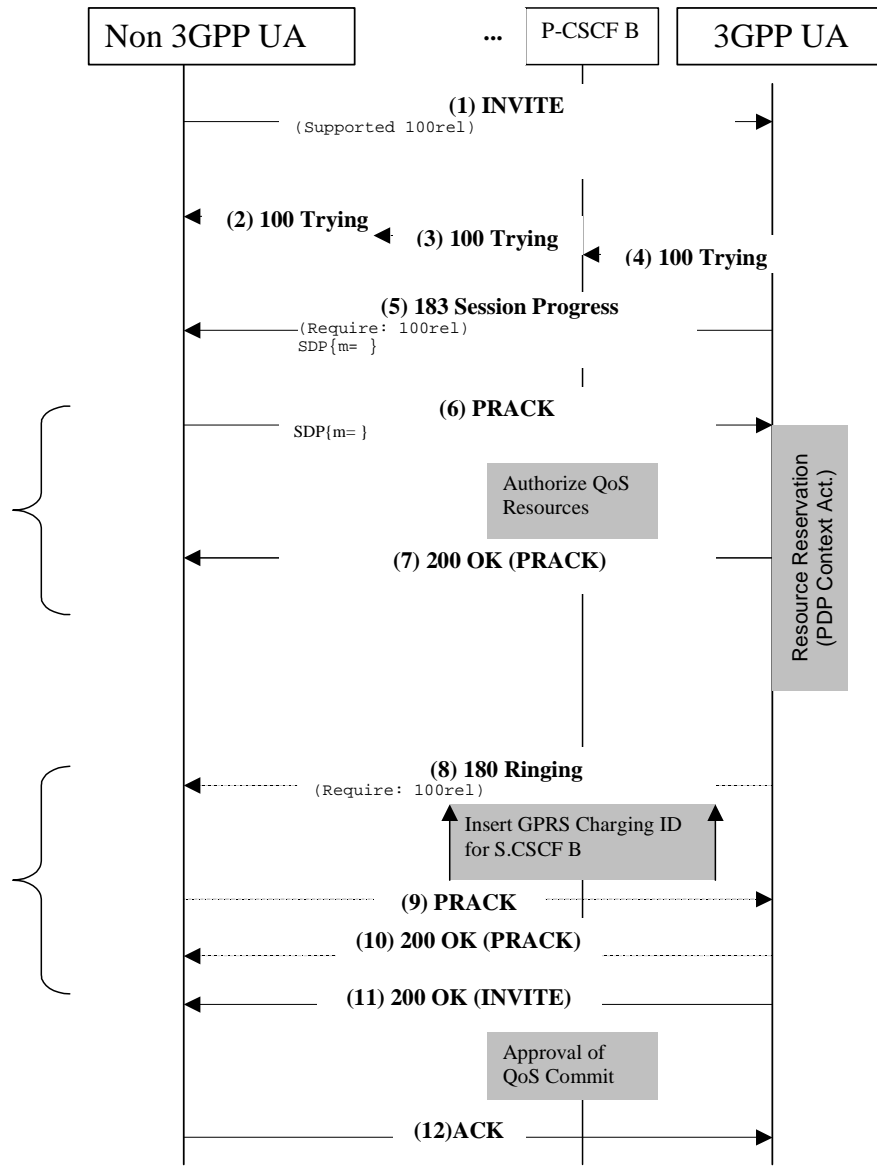 Non 3GPP UA
...
P-CSCF B
3GPP UA
(1) INVITE
(Supported 100rel)
(2) 100 Trying
(3) 100 Trying
(4) 100 Trying
(5) 183 Session Progress
(Require: 100rel)
SDP{m= }
(6) PRACK
SDP{m= }
Authorize QoS
Resources
Resource Reservation
(PDP Context Act.)
(7) 200 OK (PRACK)
(8) 180 Ringing
(Require: 100rel)
Insert GPRS Charging ID
for S.CSCF B
(9) PRACK
(10) 200 OK (PRACK)
(11) 200 OK (INVITE)
Approval of
QoS Commit
(12)ACK